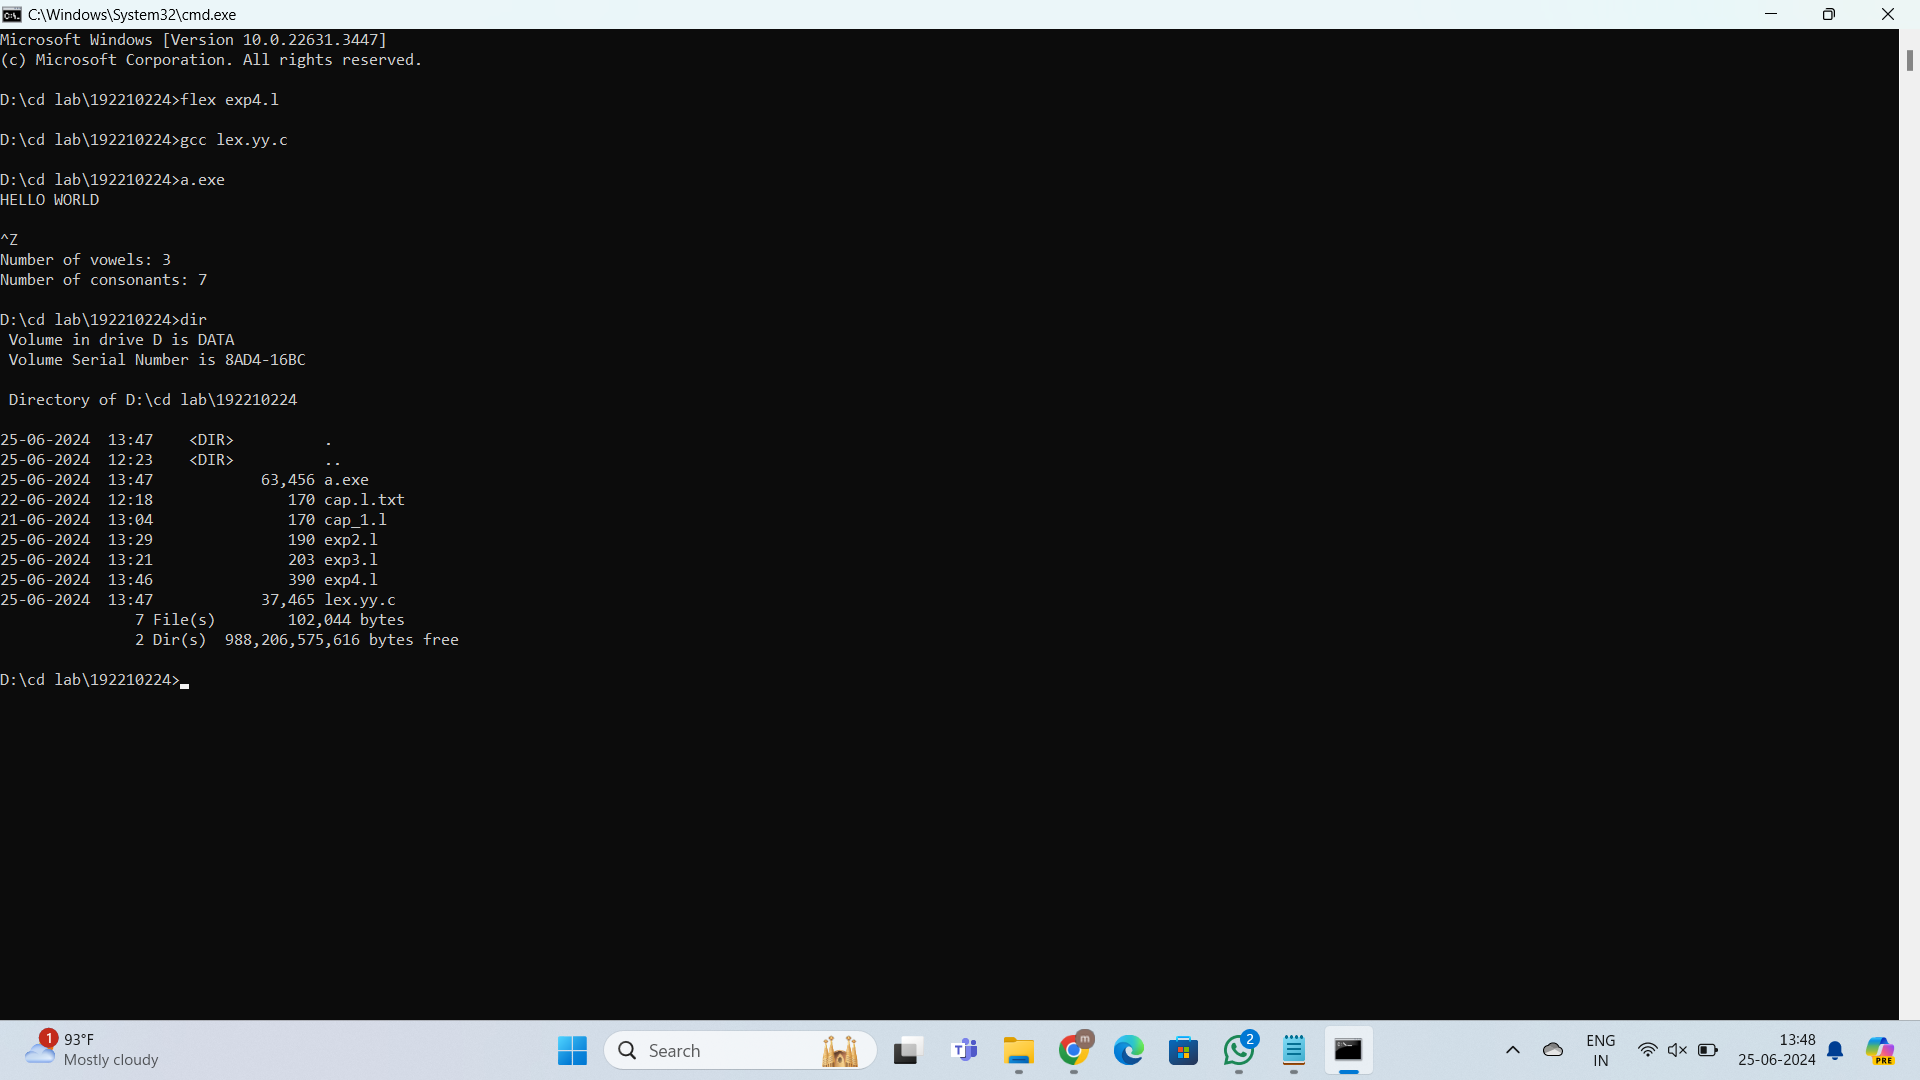 C:\Windows\System32\cmd.exe
Microsoft Windows [Version 10.0.22631.3447]
(c) Microsoft Corporation. All rights reserved.
D:\cd lab\192210224>flex exp4.l
D:\cd lab\192210224>gcc lex.yy.c
D:\cd lab\192210224>a.exe
HELLO WORLD
^Z
Number of vowels: 3
Number of consonants: 7
D:\cd lab\192210224>dir
Volume in drive D is DATA
Volume Serial Number is 8AD4-16BC
Directory of D:\cd lab\192210224
25-06-2024  13:47    <DIR>          .
25-06-2024  12:23    <DIR>          ..
25-06-2024  13:47            63,456 a.exe
22-06-2024  12:18               170 cap.l.txt
21-06-2024  13:04               170 cap_1.l
25-06-2024  13:29               190 exp2.l
25-06-2024  13:21               203 exp3.l
25-06-2024  13:46               390 exp4.l
25-06-2024  13:47            37,465 lex.yy.c
7 File(s)        102,044 bytes
2 Dir(s)  988,206,575,616 bytes free
D:\cd lab\192210224>
1
93°F
Mostly cloudy
Search
T
m
2
ENG
IN
13:48
25-06-2024
PRE